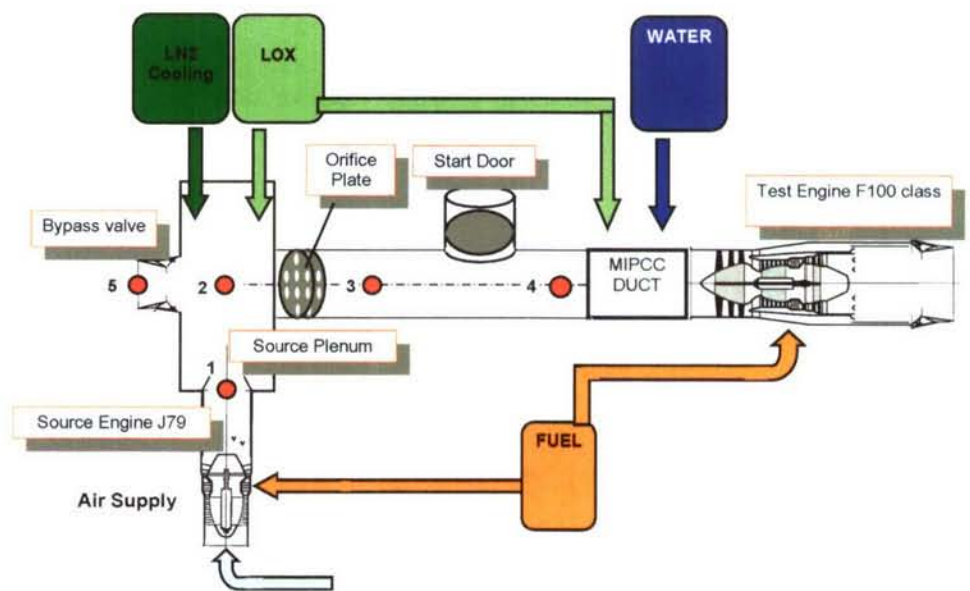 LN2
Cooling
LOX
WATER
Orifice
Plate
Start Door
Test Engine F100 class
Bypass valve
5
2
3
4
MIPCC
DUCT
Source Plenum
1
Source Engine J79
FUEL
Air Supply